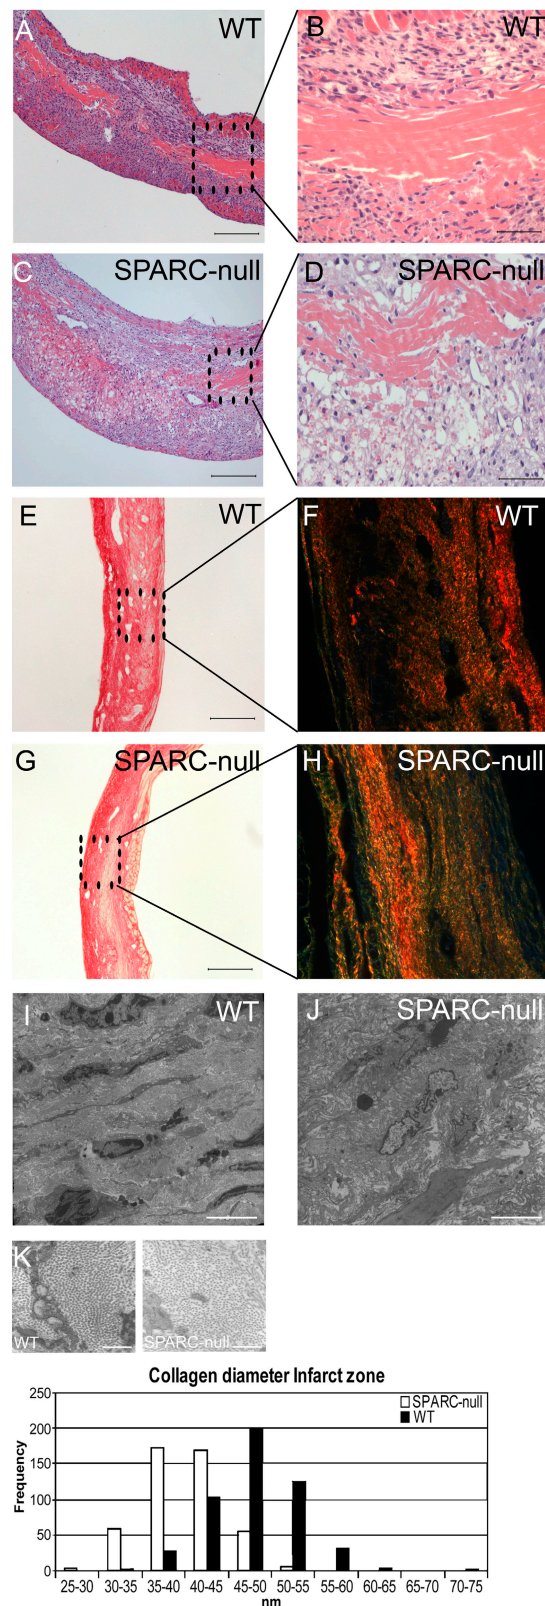 A WT
B WT
C SPARC-null
D SPARC-null
E WT
F WT
G SPARC-null
H SPARC-null
I WT
J SPARC-null
K
WT
SPARC-null
Collagen diameter Infarct zone
SPARC-null
WT
Frequency
250
200
150
100
50
0
25-30 30-35 35-40 40-45 45-50 50-55 55-60 60-65 65-70 70-75
nm